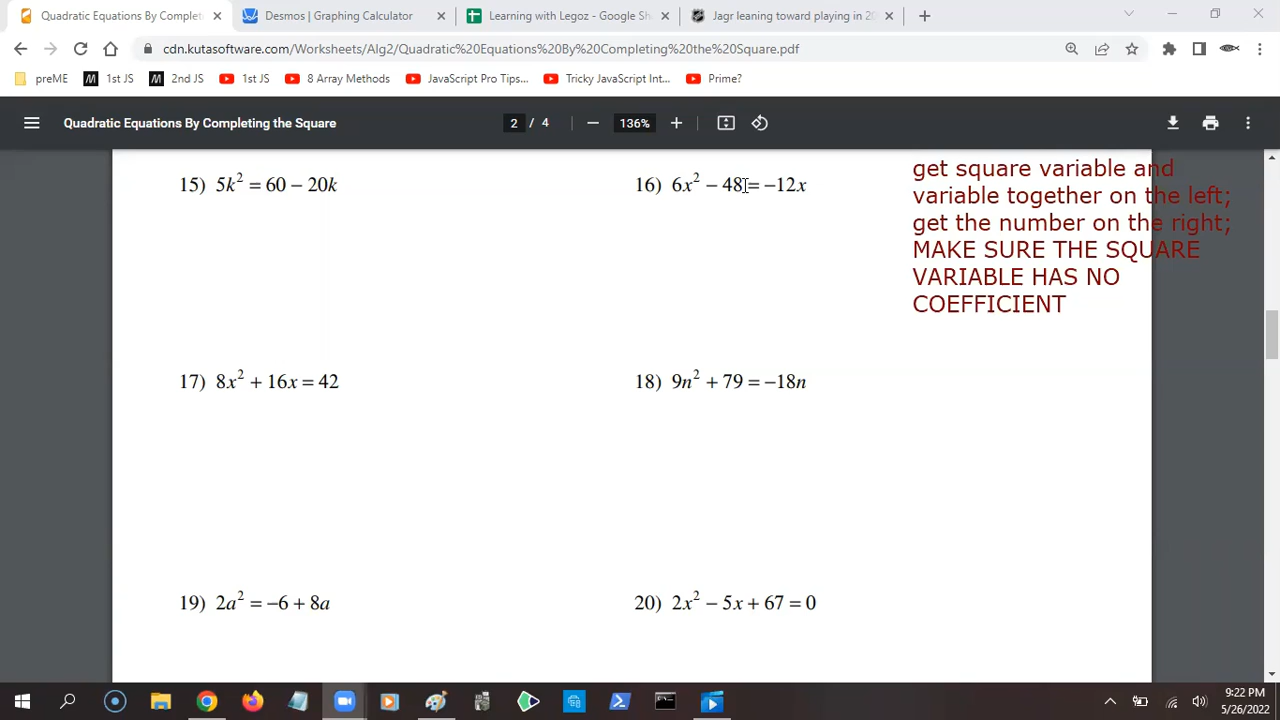 Quadratic Equations By Complet
Desmos | Graphing Calculator
Learning with Legoz - Google Sh
Jagr leaning toward playing in 20
cdn.kutasoftware.com/Worksheets/Alg2/Quadratic%20Equations%20By%20Completing%20the%20Square.pdf
preME
1st JS
2nd JS
1st JS
8 Array Methods
JavaScript Pro Tips...
Tricky JavaScript Int...
Prime?
Quadratic Equations By Completing the Square
2 / 4
136%
15) 5k² = 60 − 20k
16) 6x² − 48 = −12x
get square variable and
variable together on the left;
get the number on the right;
MAKE SURE THE SQUARE
VARIABLE HAS NO
COEFFICIENT
17) 8x² + 16x = 42
18) 9n² + 79 = −18n
19) 2a² = −6 + 8a
20) 2x² − 5x + 67 = 0
9:22 PM
5/26/2022